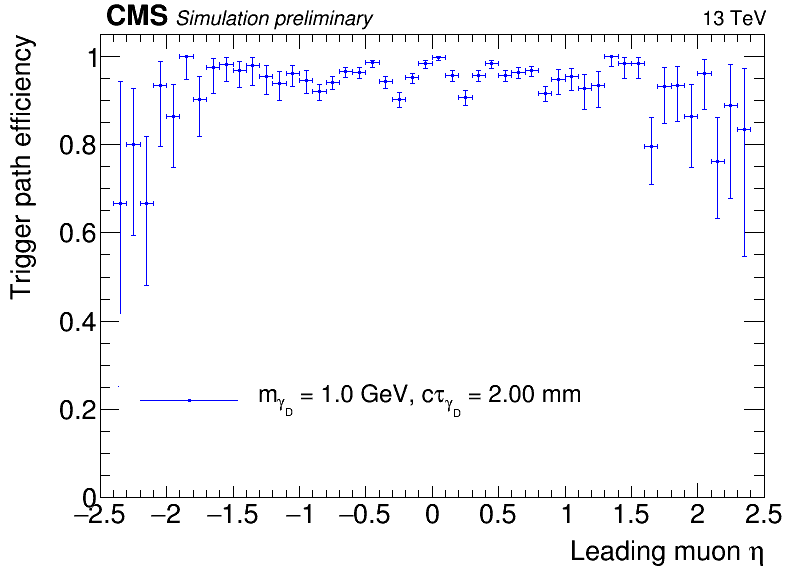 CMS Simulation preliminary 13 TeV
Trigger path efficiency
1
0.8
0.6
0.4
0.2
0
m_γ_D = 1.0 GeV, cτ_γ_D = 2.00 mm
−2.5 −2 −1.5 −1 −0.5 0 0.5 1 1.5 2 2.5
Leading muon η